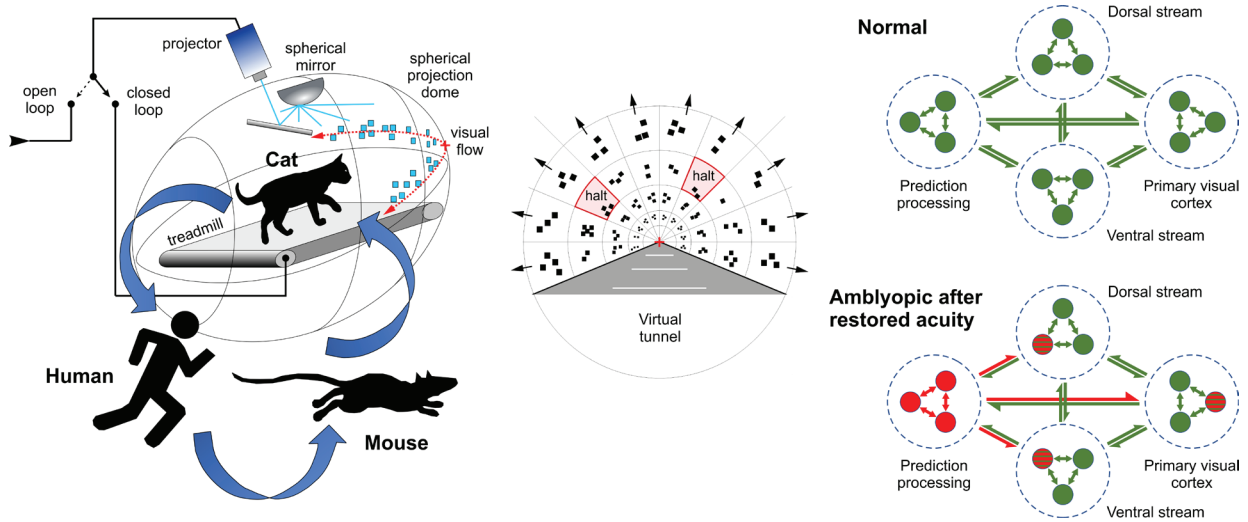 projector
spherical
mirror
spherical
projection
dome
open
loop
closed
loop
visual
flow
Cat
treadmill
Human
Mouse
halt
halt
Virtual
tunnel
Normal
Dorsal stream
Prediction
processing
Primary visual
cortex
Ventral stream
Amblyopic after
restored acuity
Dorsal stream
Prediction
processing
Primary visual
cortex
Ventral stream